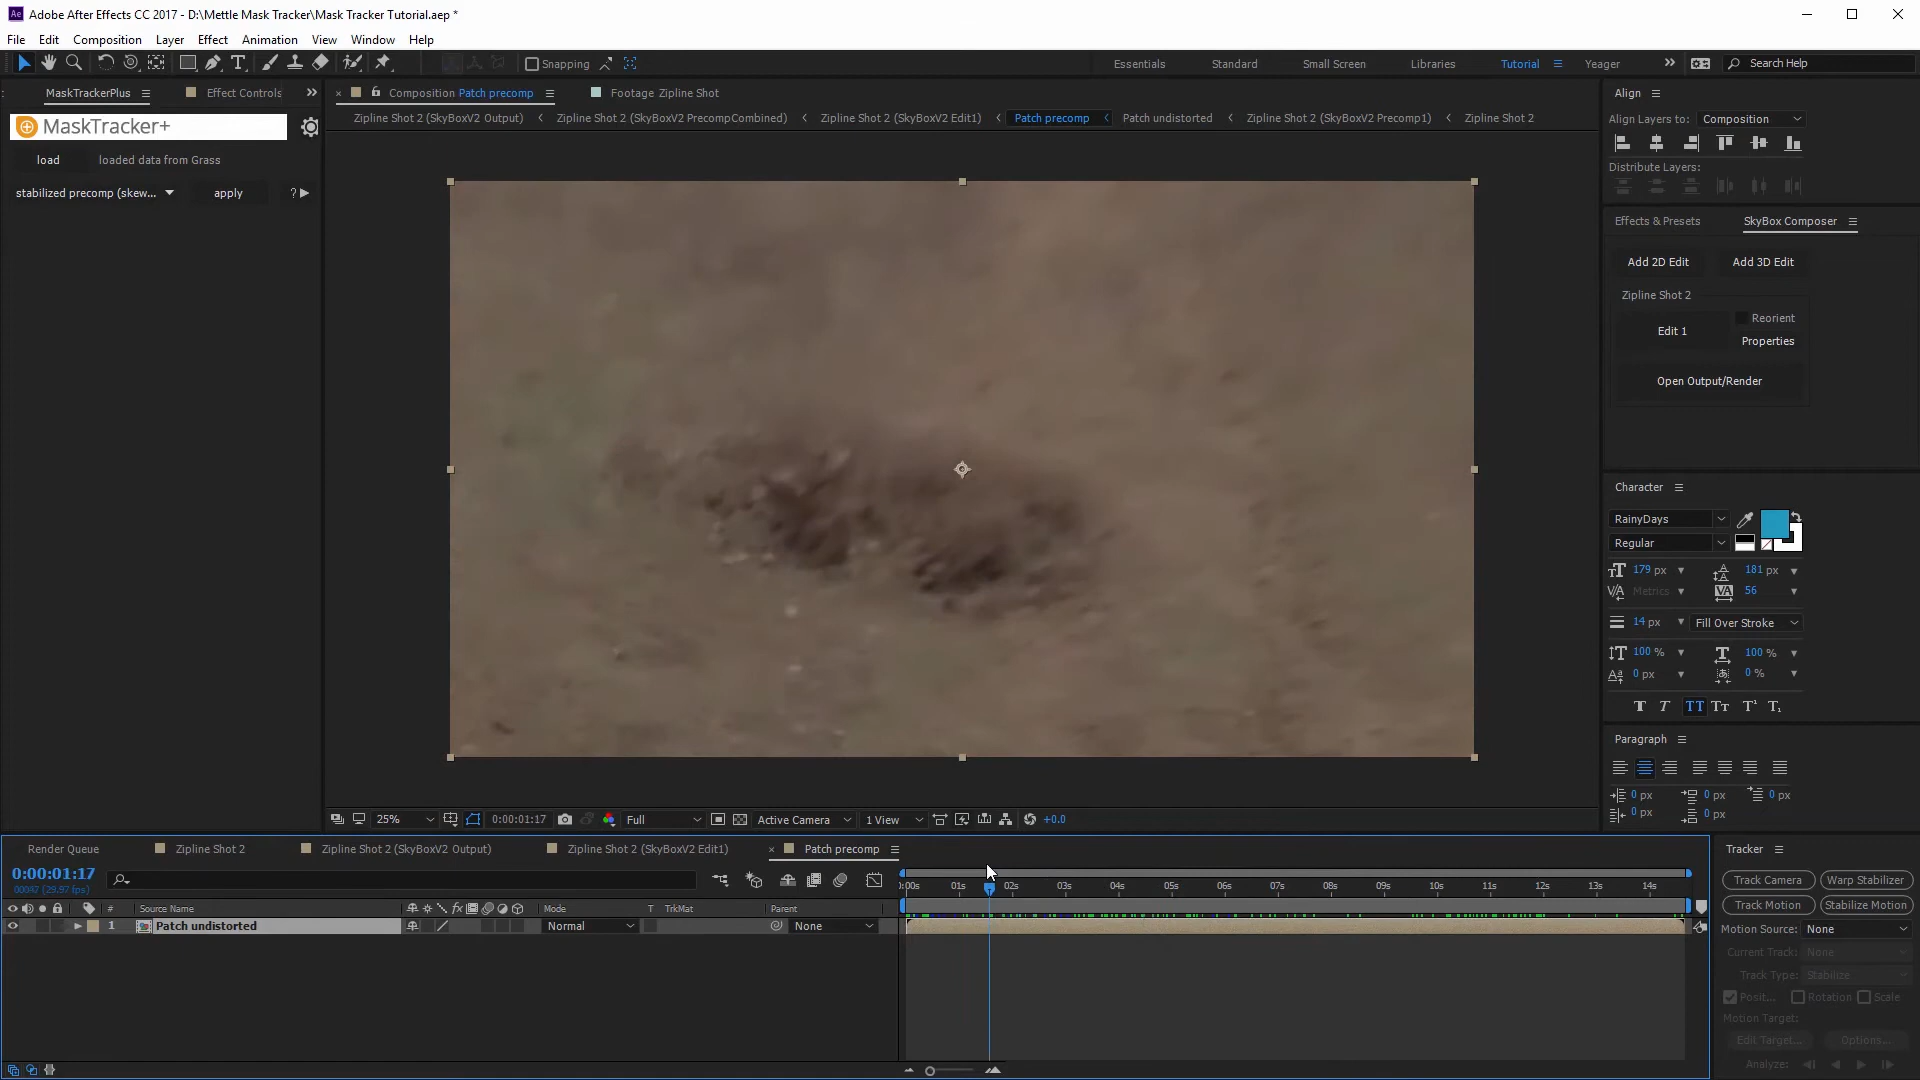 Adobe After Effects CC 2017 - D:\Mettle Mask Tracker\Mask Tracker Tutorial.aep *
File Edit Composition Layer Effect Animation View Window Help
Snapping Essentials Standard Small Screen Libraries Tutorial Yeager Search Help
MaskTrackerPlus Effect Controls Composition Patch precomp Footage Zipline Shot Align
Zipline Shot 2 (SkyBoxV2 Output) Zipline Shot 2 (SkyBoxV2 PrecompCombined) Zipline Shot 2 (SkyBoxV2 Edit1) Patch precomp Patch undistorted Zipline Shot 2 (SkyBoxV2 Precomp1) Zipline Shot 2 Align Layers to: Composition
MaskTracker+
load loaded data from Grass
Distribute Layers:
stabilized precomp (skew... apply ?
Effects & Presets SkyBox Composer
Add 2D Edit Add 3D Edit
Zipline Shot 2
Reorient
Edit 1
Properties
Open Output/Render
Character
RainyDays
Regular
179 px 181 px
Metrics 56
14 px Fill Over Stroke
100 % 100 %
0 px 0 %
Paragraph
0 px 0 px 0 px
0 px 0 px
25% 0:00:01:17 Full Active Camera 1 View +0.0
Render Queue Zipline Shot 2 Zipline Shot 2 (SkyBoxV2 Output) Zipline Shot 2 (SkyBoxV2 Edit1) Patch precomp Tracker
0:00:01:17
00047 (29.97 fps)
:00s 01s 02s 03s 04s 05s 06s 07s 08s 09s 10s 11s 12s 13s 14s
Track Camera Warp Stabilizer
Track Motion Stabilize Motion
# Source Name Mode T TrkMat Parent
1 Patch undistorted Normal None
Motion Source: None
Current Track: None
Track Type: Stabilize
Posit... Rotation Scale
Motion Target:
Edit Target... Options...
Analyze: